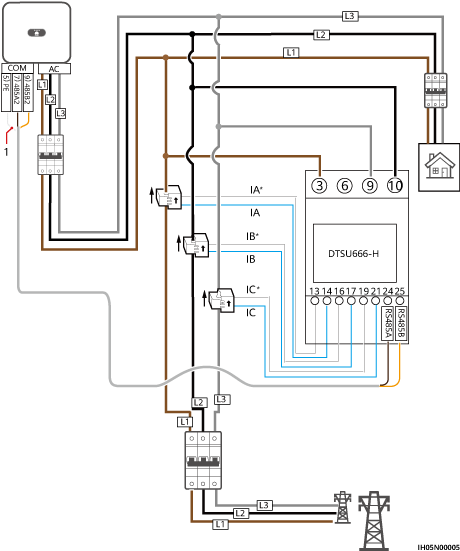 L3
L2
L1
COM
AC
5) PE
7) 485A2
9) 485B2
L1
L2
L3
1
3
6
9
10
IA*
IA
IB*
IB
IC*
IC
DTSU666-H
13 14 16 17 19 21 24 25
RS485A
RS485B
L2
L3
L1
L3
L2
L1
IH05N00005